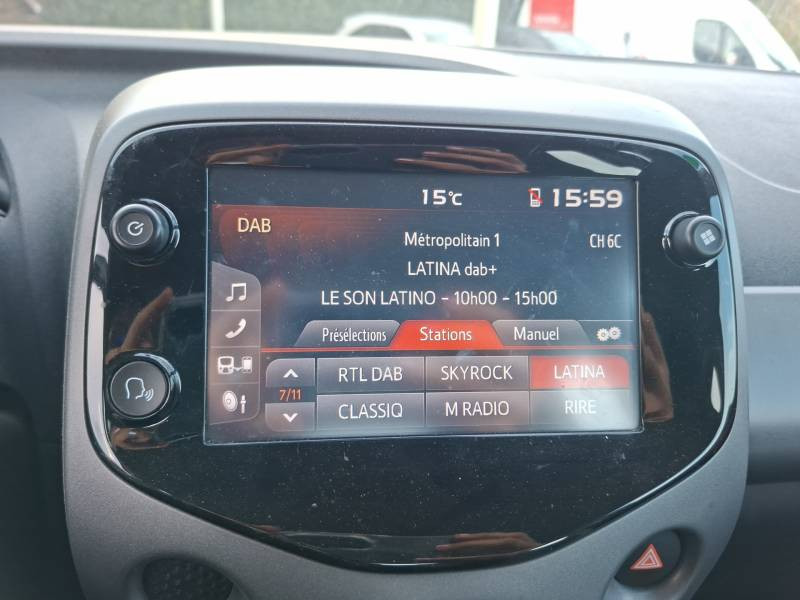 15°C 15:59
DAB
Métropolitain 1 CH 6C
LATINA dab+
LE SON LATINO - 10h00 - 15h00
Présélections Stations Manuel
RTL DAB SKYROCK LATINA
7/11
CLASSIQ M RADIO RIRE